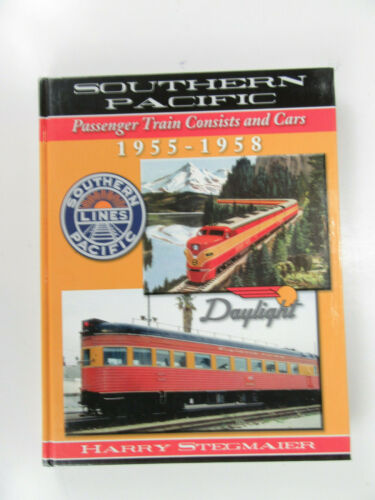 SOUTHERN
PACIFIC
Passenger Train Consists and Cars
1955-1958
SOUTHERN
LINES
PACIFIC
Daylight
HARRY STEGMAIER